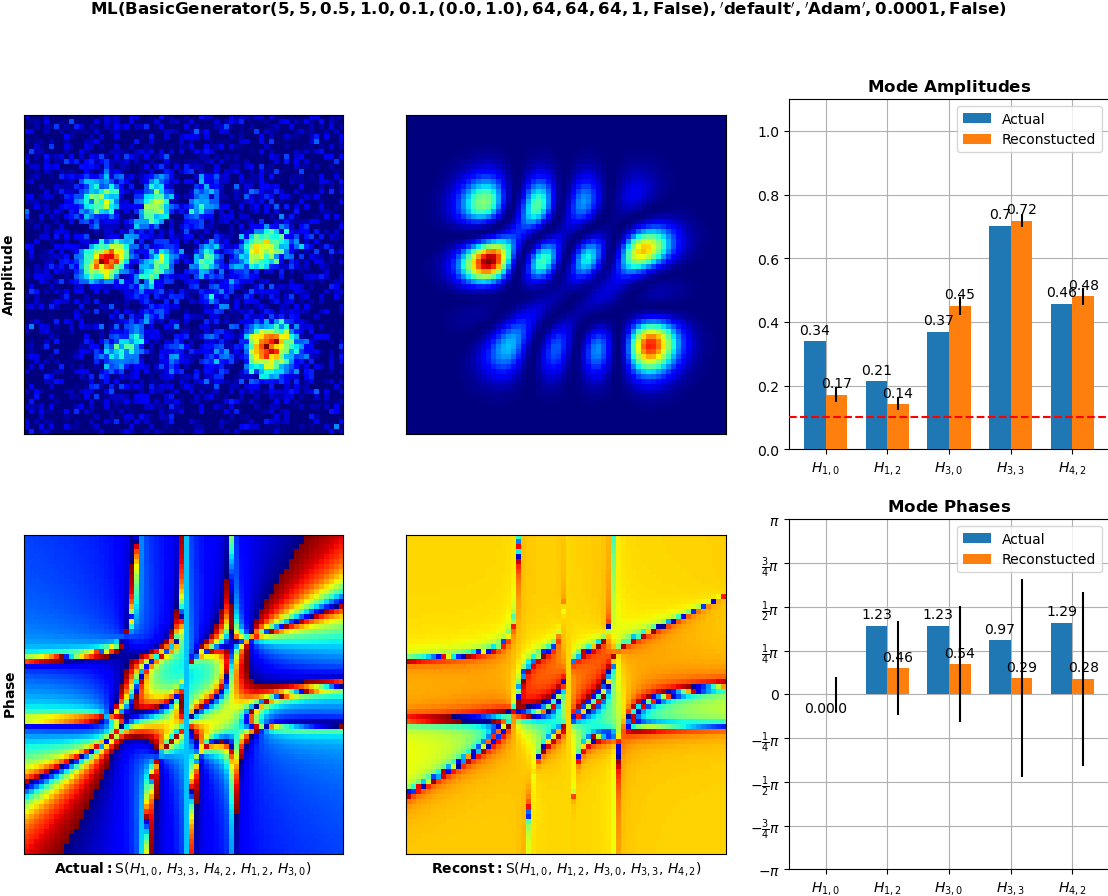 ML(BasicGenerator(5, 5, 0.5, 1.0, 0.1, (0.0, 1.0), 64, 64, 64, 1, False), ′default′, ′Adam′, 0.0001, False)
Mode Amplitudes
Actual
Reconstucted
1.0
0.8
0.6
0.4
0.2
0.0
0.34
0.17
0.21
0.14
0.37
0.45
0.7
0.72
0.46
0.48
H1,0
H1,2
H3,0
H3,3
H4,2
Amplitude
Mode Phases
Actual
Reconstucted
π
3/4π
1/2π
1/4π
0
−1/4π
−1/2π
−3/4π
−π
0.0
0.0
1.23
0.46
1.23
0.54
0.97
0.29
1.29
0.28
H1,0
H1,2
H3,0
H3,3
H4,2
Phase
Actual: S(H1,0, H3,3, H4,2, H1,2, H3,0)
Reconst: S(H1,0, H1,2, H3,0, H3,3, H4,2)